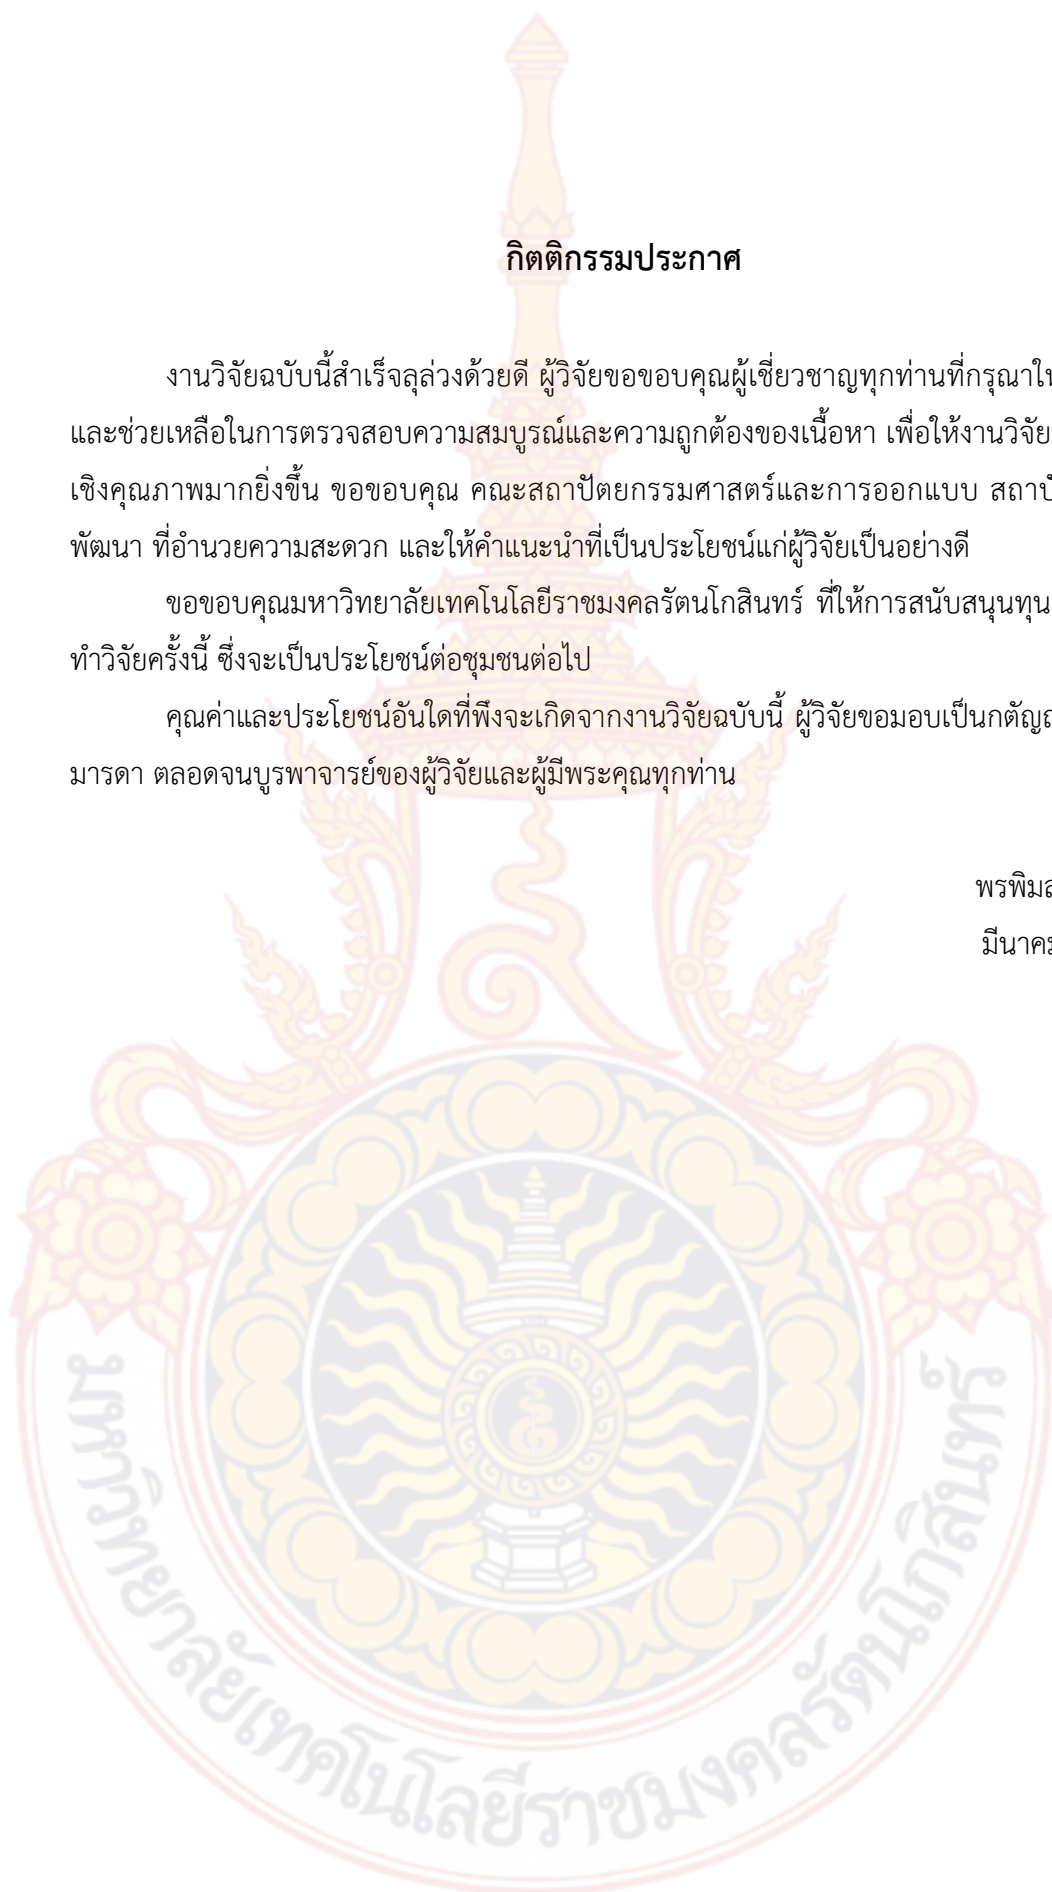 กิตติกรรมประกาศ
งานวิจัยฉบับนี้สำเร็จลุล่วงด้วยดี ผู้วิจัยขอขอบคุณผู้เชี่ยวชาญทุกท่านที่กรุณาให้
และช่วยเหลือในการตรวจสอบความสมบูรณ์และความถูกต้องของเนื้อหา เพื่อให้งานวิจัย
เชิงคุณภาพมากยิ่งขึ้น ขอขอบคุณ คณะสถาปัตยกรรมศาสตร์และการออกแบบ
พัฒนา ที่อำนวยความสะดวก และให้คำแนะนำที่เป็นประโยชน์แก่ผู้วิจัยเป็นอย่างดี
ขอขอบคุณมหาวิทยาลัยเทคโนโลยีราชมงคลรัตนโกสินทร์ ที่ให้การสนับสนุนทุน
ทำวิจัยครั้งนี้ ซึ่งจะเป็นประโยชน์ต่อชุมชนต่อไป
คุณค่าและประโยชน์อันใดที่พึงจะเกิดจากงานวิจัยฉบับนี้ ผู้วิจัยขอมอบเป็น
มารดา ตลอดจนบูรพาจารย์ของผู้วิจัยและผู้มีพระคุณทุกท่าน
มหาวิทยาลัยเทคโนโลยีราชมงคลรัตนโกสินทร์